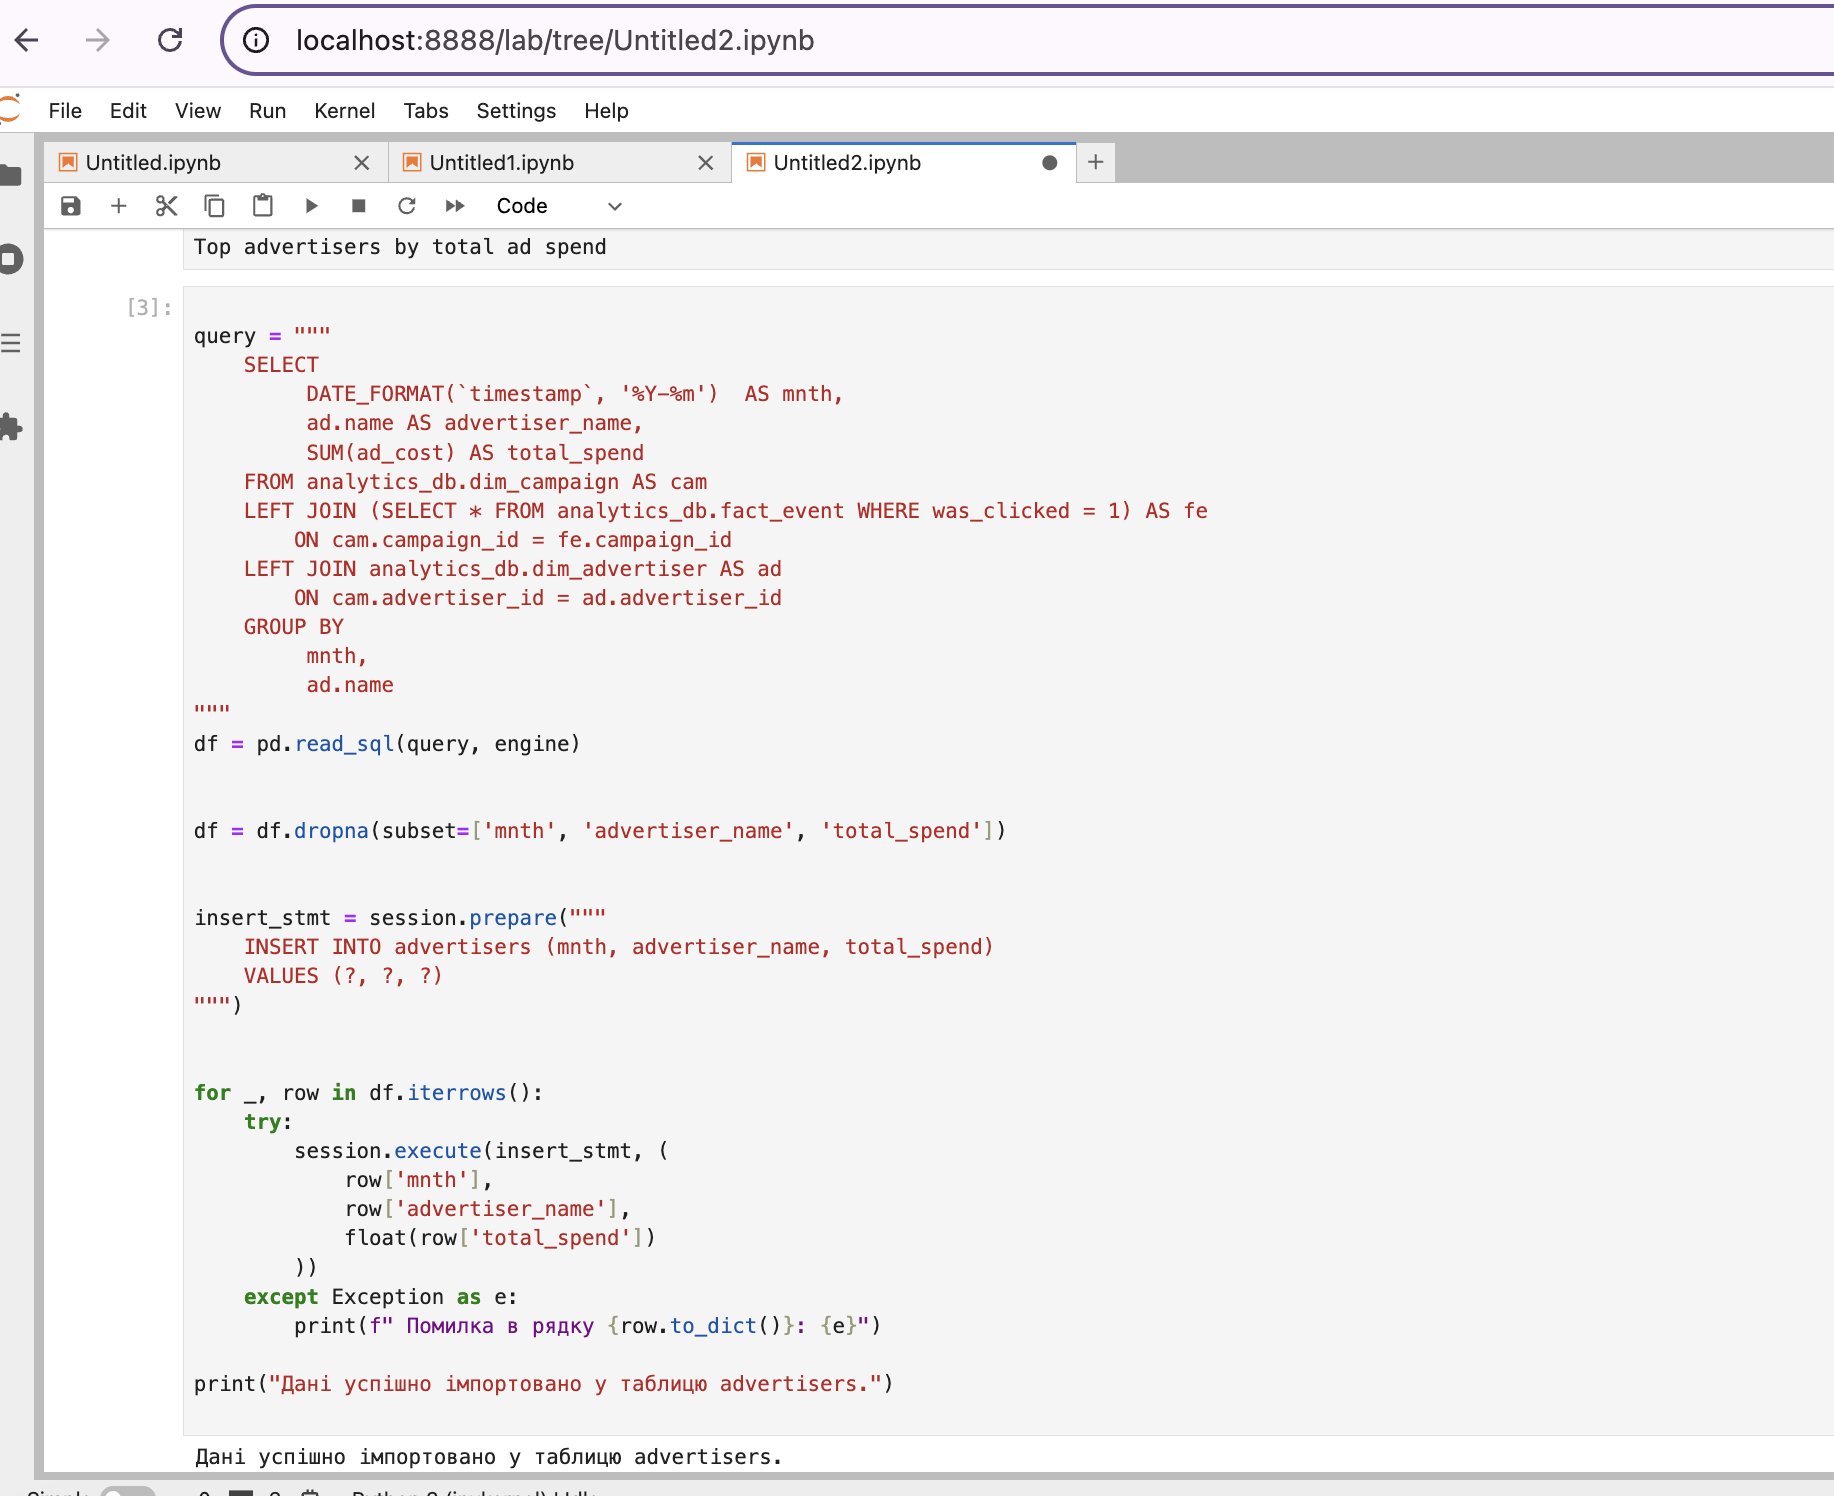 localhost:8888/lab/tree/Untitled2.ipynb
File Edit View Run Kernel Tabs Settings Help
Untitled.ipynb Untitled1.ipynb Untitled2.ipynb
Code
Top advertisers by total ad spend
[3]:
query = """
    SELECT
         DATE_FORMAT(`timestamp`, '%Y-%m')  AS mnth,
         ad.name AS advertiser_name,
         SUM(ad_cost) AS total_spend
    FROM analytics_db.dim_campaign AS cam
    LEFT JOIN (SELECT * FROM analytics_db.fact_event WHERE was_clicked = 1) AS fe
        ON cam.campaign_id = fe.campaign_id
    LEFT JOIN analytics_db.dim_advertiser AS ad
        ON cam.advertiser_id = ad.advertiser_id
    GROUP BY
         mnth,
         ad.name
"""
df = pd.read_sql(query, engine)
df = df.dropna(subset=['mnth', 'advertiser_name', 'total_spend'])
insert_stmt = session.prepare("""
    INSERT INTO advertisers (mnth, advertiser_name, total_spend)
    VALUES (?, ?, ?)
""")
for _, row in df.iterrows():
    try:
        session.execute(insert_stmt, (
            row['mnth'],
            row['advertiser_name'],
            float(row['total_spend'])
        ))
    except Exception as e:
        print(f" Помилка в рядку {row.to_dict()}: {e}")
print("Дані успішно імпортовано у таблицю advertisers.")
Дані успішно імпортовано у таблицю advertisers.